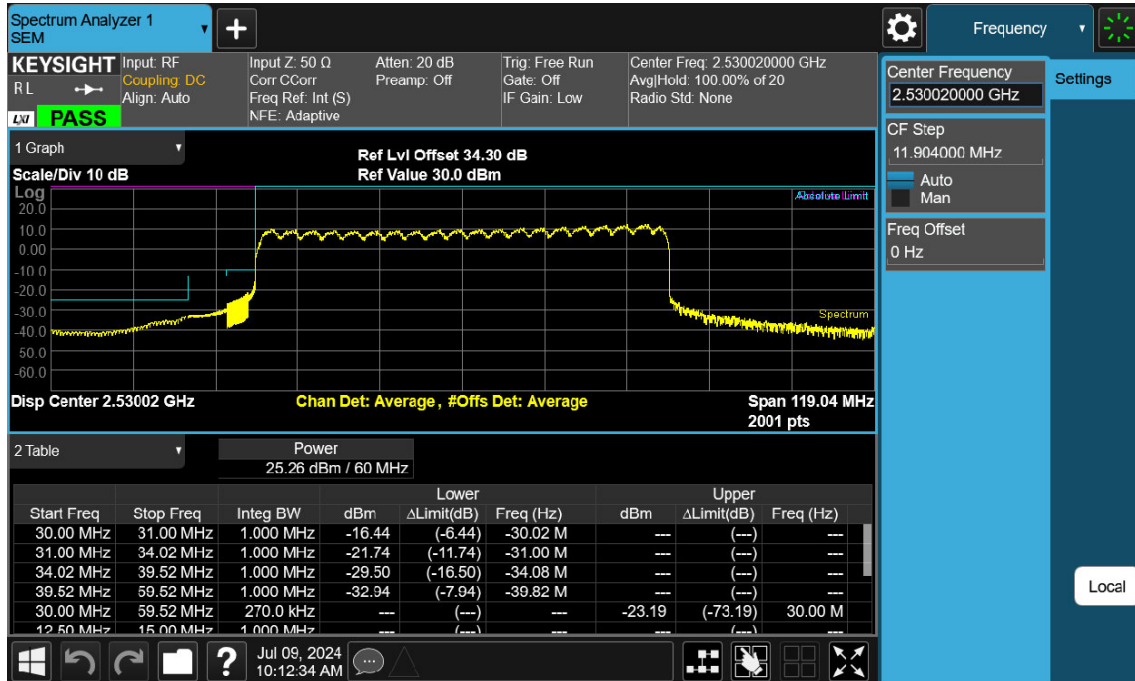 Spectrum Analyzer 1
SEM
Frequency
KEYSIGHT
R L
LXI PASS
Input: RF
Coupling: DC
Align: Auto
Input Z: 50 Ω
Corr CCorr
Freq Ref: Int (S)
NFE: Adaptive
Atten: 20 dB
Preamp: Off
Trig: Free Run
Gate: Off
IF Gain: Low
Center Freq: 2.530020000 GHz
Avg|Hold: 100.00% of 20
Radio Std: None
Center Frequency
2.530020000 GHz
Settings
CF Step
11.904000 MHz
Auto
Man
Freq Offset
0 Hz
Local
1 Graph
Scale/Div 10 dB
Ref Lvl Offset 34.30 dB
Ref Value 30.0 dBm
Log
20.0
10.0
0.00
-10.0
-20.0
-30.0
-40.0
50.0
-60.0
Limit
Spectrum
Disp Center 2.53002 GHz
Chan Det: Average , #Offs Det: Average
Span 119.04 MHz
2001 pts
2 Table
Power
25.26 dBm / 60 MHz
Lower Upper
Start Freq Stop Freq Integ BW dBm ΔLimit(dB) Freq (Hz) dBm ΔLimit(dB) Freq (Hz)
30.00 MHz 31.00 MHz 1.000 MHz -16.44 (-6.44) -30.02 M --- (---) ---
31.00 MHz 34.02 MHz 1.000 MHz -21.74 (-11.74) -31.00 M --- (---) ---
34.02 MHz 39.52 MHz 1.000 MHz -29.50 (-16.50) -34.08 M --- (---) ---
39.52 MHz 59.52 MHz 1.000 MHz -32.94 (-7.94) -39.82 M --- (---) ---
30.00 MHz 59.52 MHz 270.0 kHz --- (---) --- -23.19 (-73.19) 30.00 M
12.50 MHz 15.00 MHz 1.000 MHz --- (---) --- --- (---) ---
Jul 09, 2024
10:12:34 AM